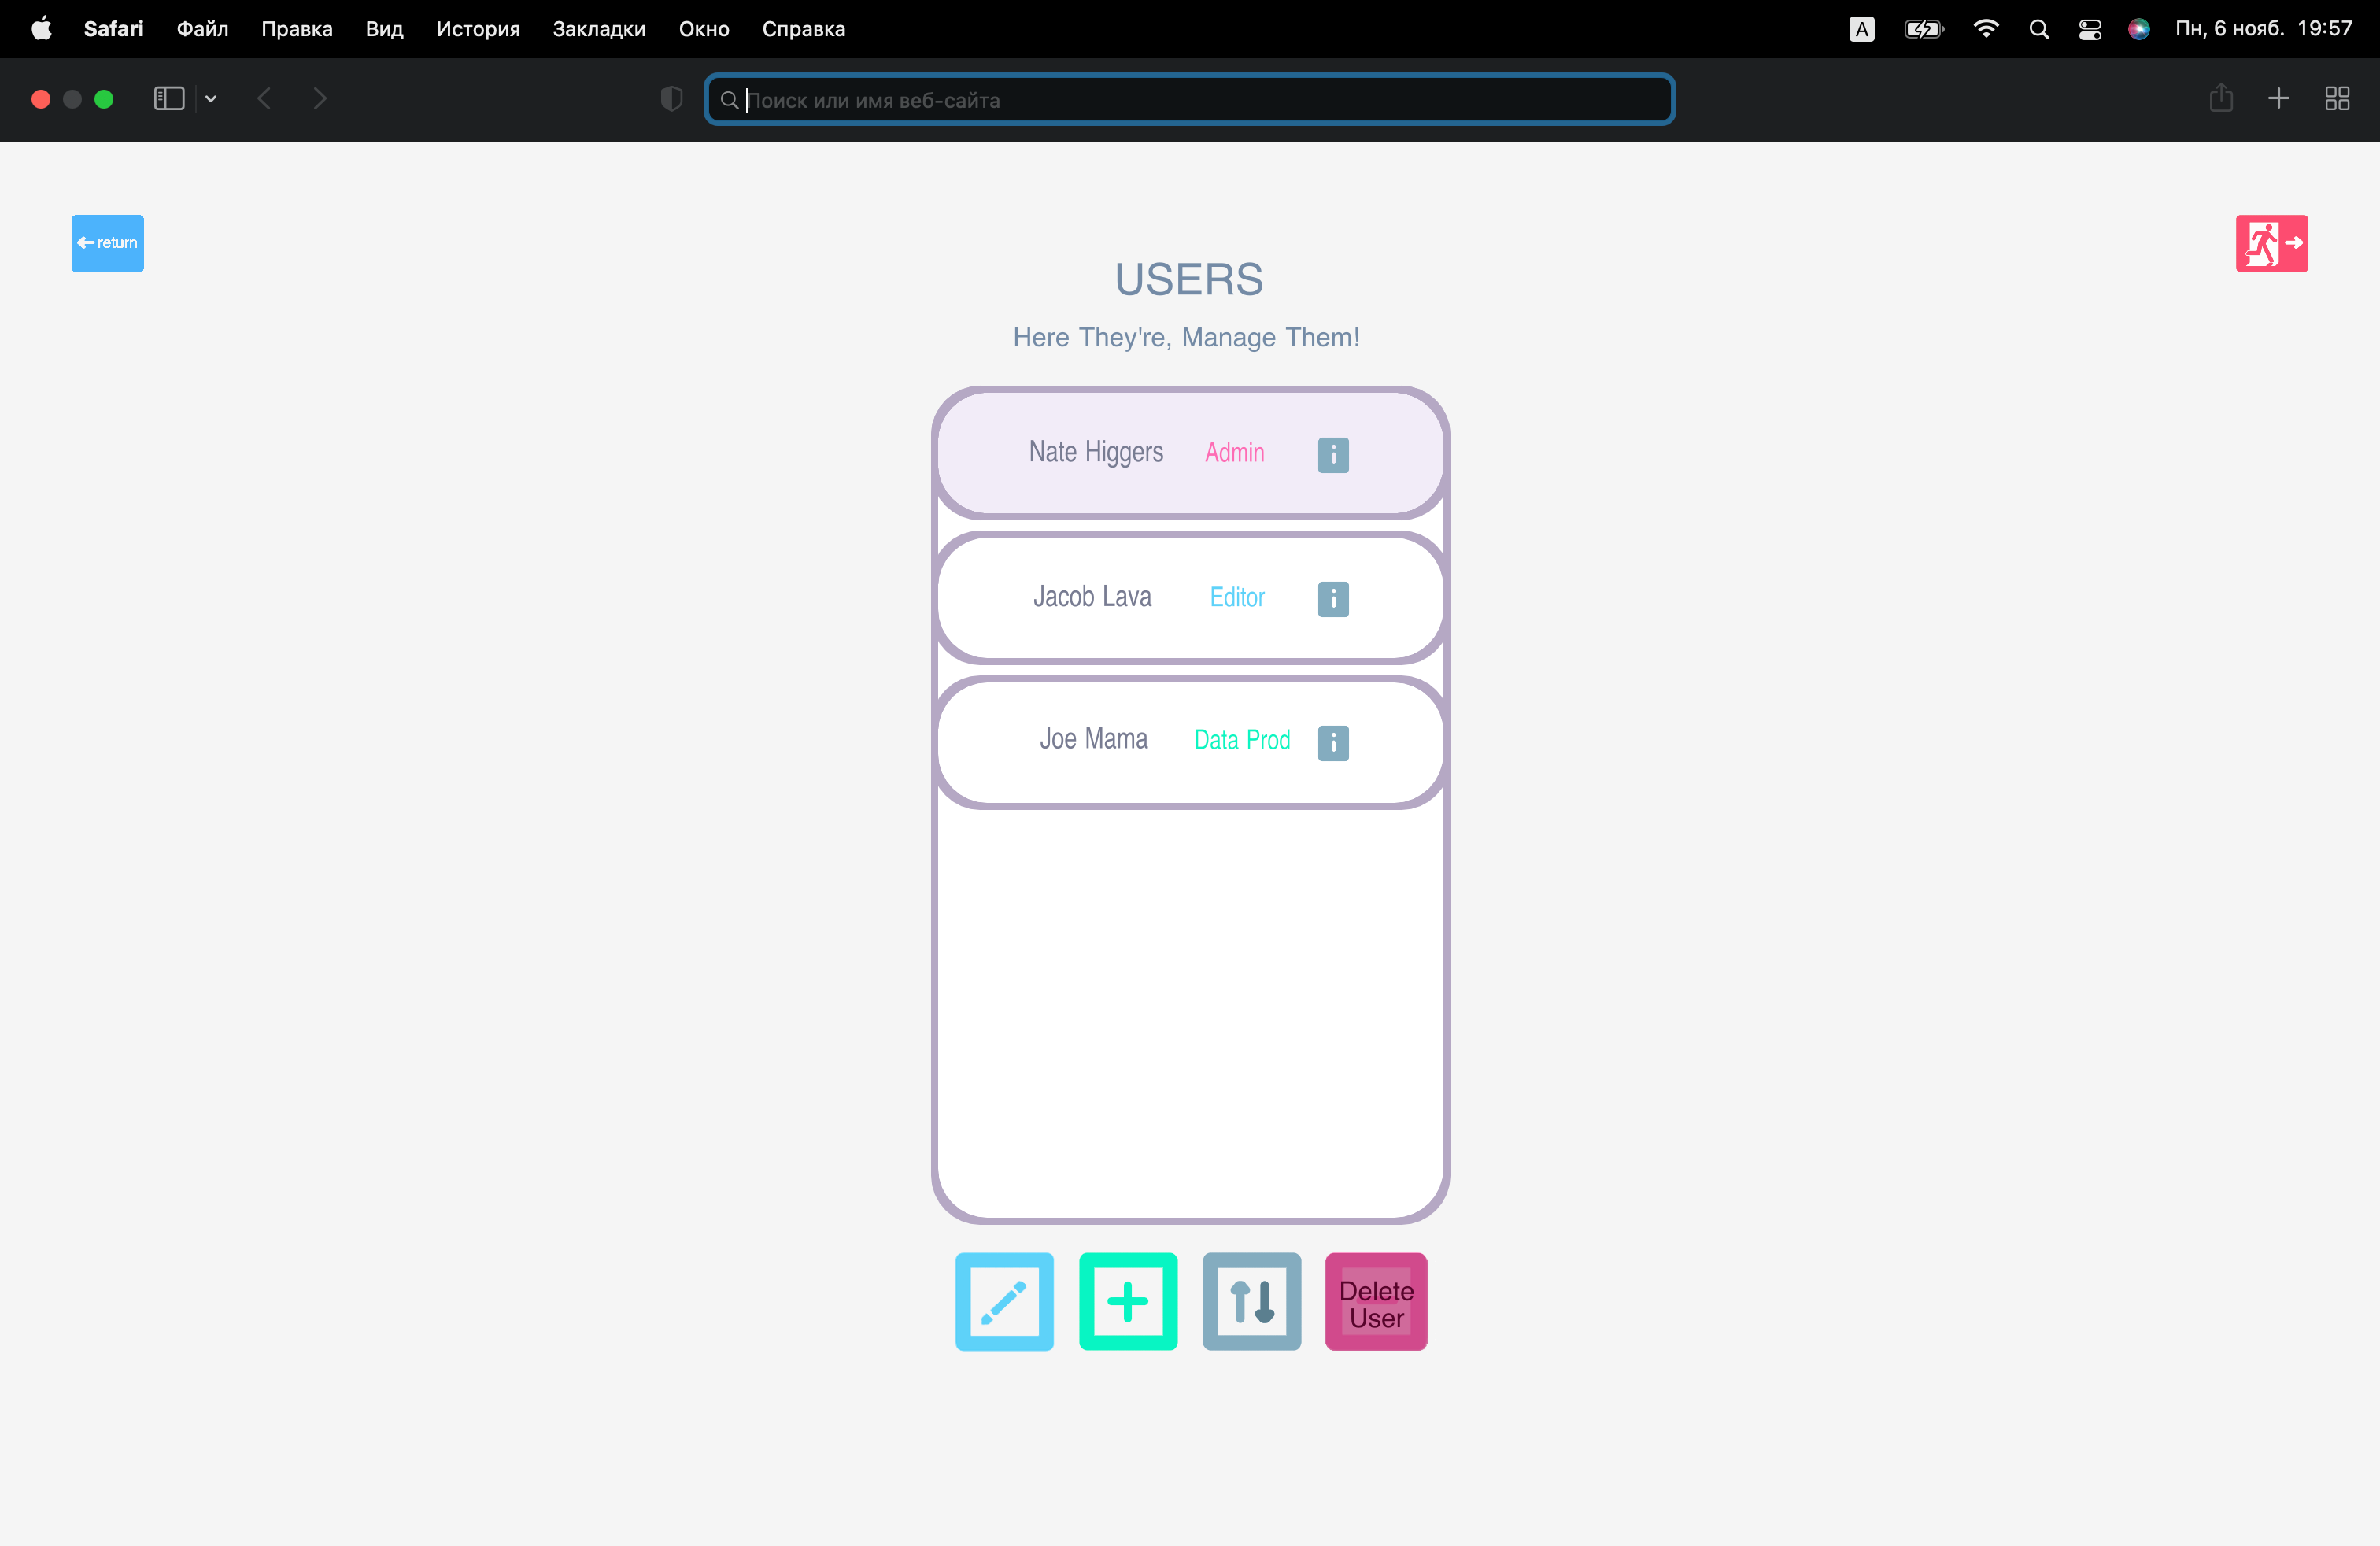 Safari Файл Правка Вид История Закладки Окно Справка A Пн, 6 нояб. 19:57
Поиск или имя веб-сайта
return
USERS
Here They're, Manage Them!
Nate Higgers Admin i
Jacob Lava Editor i
Joe Mama Data Prod i
Delete
User